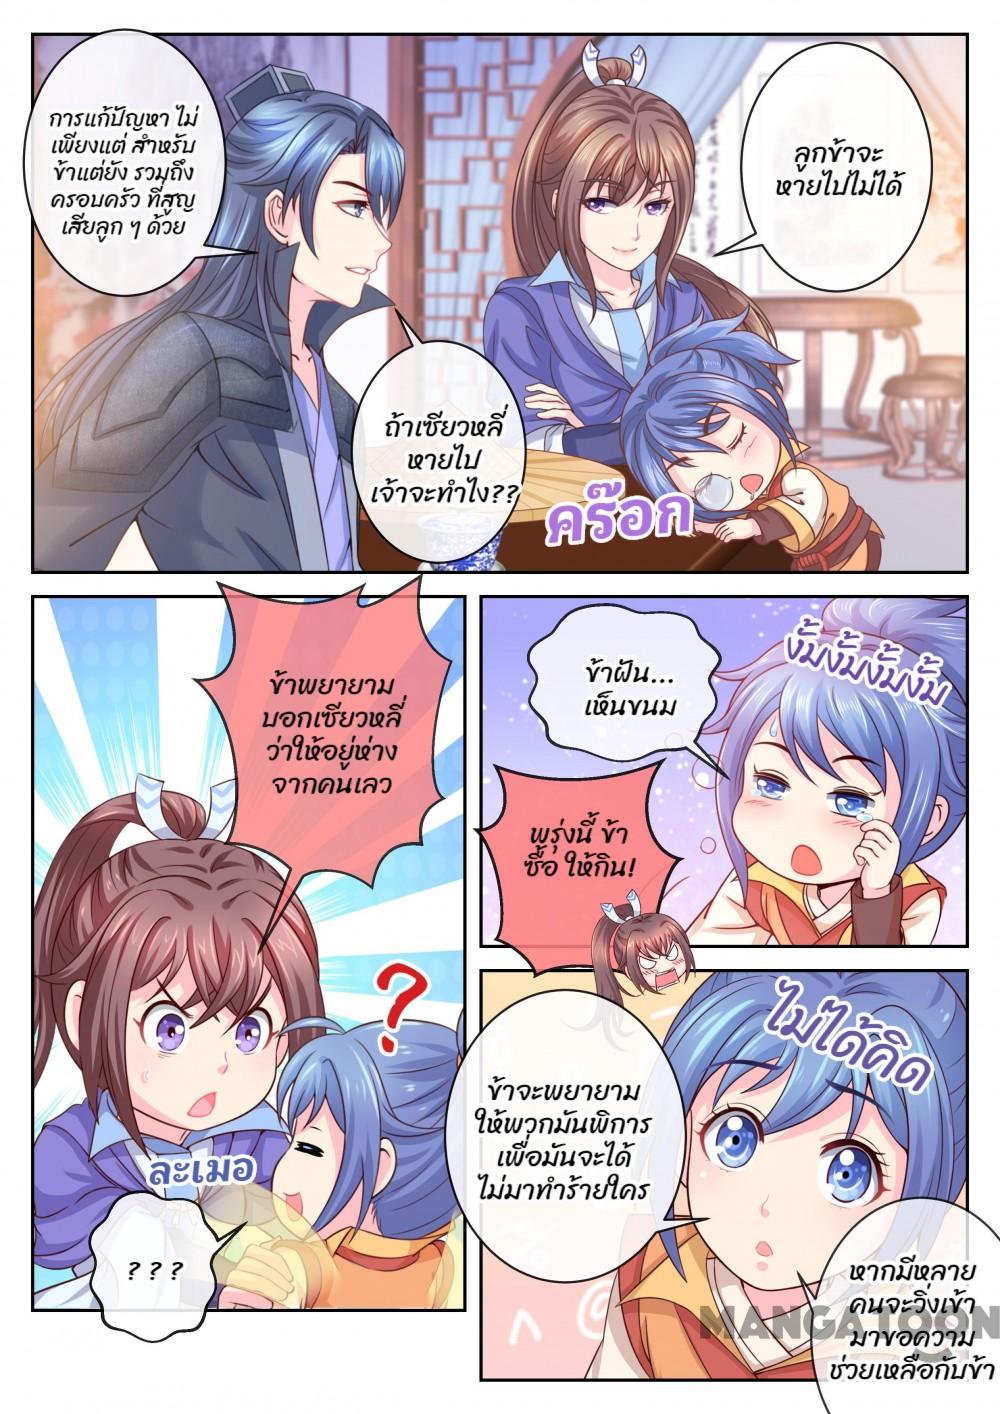 การแก้ปัญหา ไม่
เพียงแต่ สำหรับ
ข้าแต่ยัง รวมถึง
ครอบครัว ที่สูญ
เสียลูก ๆ ด้วย
ลูกข้าจะ
หายไปไม่ได้
ถ้าเซียวหลี่
หายไป
เจ้าจะทำไง??
คร๊อก
ข้าพยายาม
บอกเซียวหลี่
ว่าให้อยู่ห่าง
จากคนเลว
?
ละเมอ
? ? ?
งั้มงั้มงั้มงั้ม
ข้าฝัน...
เห็นขนม
พรุ่งนี้ ข้า
ซื้อ ให้กิน!
ไม่ได้คิด
ข้าจะพยายาม
ให้พวกมันพิการ
เพื่อมันจะได้
ไม่มาทำร้ายใคร
หากมีหลาย
คนจะวิ่งเข้า
มาขอความ
ช่วยเหลือกับข้า
MANGATOON